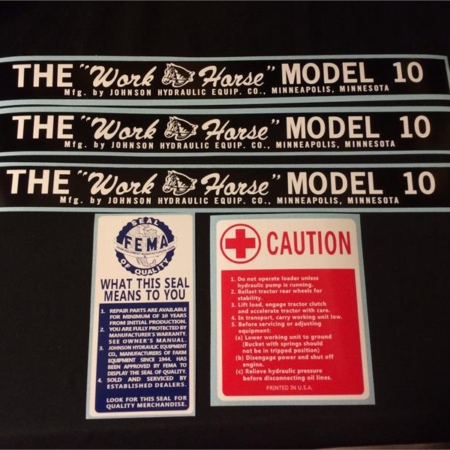 THE "Work Horse" MODEL 10
Mfg. by JOHNSON HYDRAULIC EQUIP. CO., MINNEAPOLIS, MINNESOTA
THE "Work Horse" MODEL 10
Mfg. by JOHNSON HYDRAULIC EQUIP. CO., MINNEAPOLIS, MINNESOTA
THE "Work Horse" MODEL 10
Mfg. by JOHNSON HYDRAULIC EQUIP. CO., MINNEAPOLIS, MINNESOTA
SEAL
FEMA
OF QUALITY
WHAT THIS SEAL
MEANS TO YOU
1. REPAIR PARTS ARE AVAILABLE
FOR MINIMUM OF 10 YEARS
FROM INITIAL PRODUCTION.
2. YOU ARE FULLY PROTECTED BY
MANUFACTURER'S WARRANTY.
SEE OWNER'S MANUAL.
3. JOHNSON HYDRAULIC EQUIPMENT
CO., MANUFACTURERS OF FARM
EQUIPMENT SINCE 1944, HAS
BEEN APPROVED BY FEMA TO
DISPLAY THE SEAL OF QUALITY.
4. SOLD AND SERVICED BY
ESTABLISHED DEALERS.
LOOK FOR THIS SEAL FOR
QUALITY MERCHANDISE.
CAUTION
1. Do not operate loader unless
hydraulic pump is running.
2. Ballast tractor rear wheels for
stability.
3. Lift load, engage tractor clutch
and accelerate tractor with care.
4. In transport, carry working unit low.
5. Before servicing or adjusting
equipment:
(a) Lower working unit to ground
(Bucket with springs should
not be in tripped position)
(b) Disengage power and shut off
engine.
(c) Relieve hydraulic pressure
before disconnecting oil lines.
PRINTED IN U.S.A.